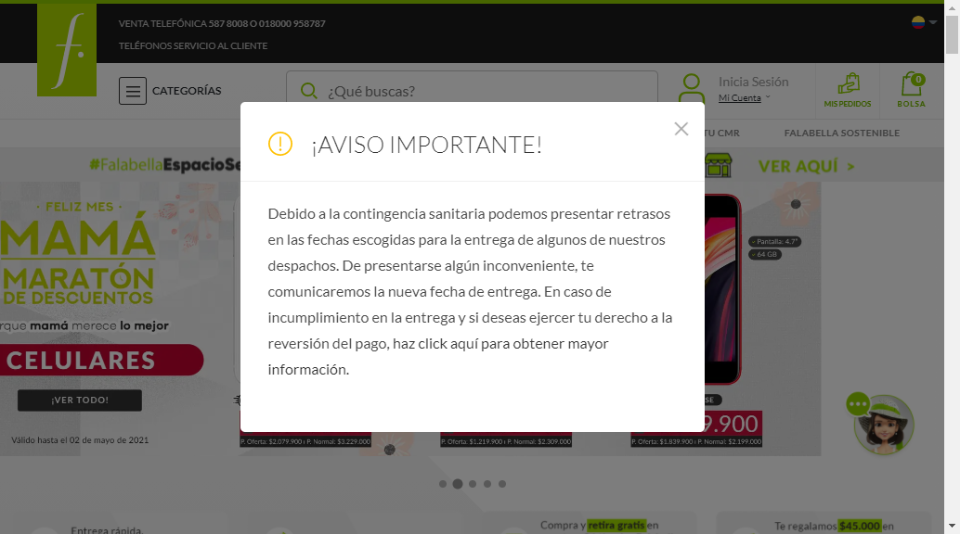 VENTA TELEFÓNICA 587 8008 O 018000 958787
TELÉFONOS SERVICIO AL CLIENTE
f.
CATEGORÍAS
¿Qué buscas?
Inicia Sesión
Mi Cuenta
MIS PEDIDOS
0
BOLSA
TU CMR
FALABELLA SOSTENIBLE
#FalabellaEspacioSe
VER AQUÍ >
¡AVISO IMPORTANTE!
Debido a la contingencia sanitaria podemos presentar retrasos
en las fechas escogidas para la entrega de algunos de nuestros
despachos. De presentarse algún inconveniente, te
comunicaremos la nueva fecha de entrega. En caso de
incumplimiento en la entrega y si deseas ejercer tu derecho a la
reversión del pago, haz click aquí para obtener mayor
información.
· FELIZ MES ·
MAMÁ
MARATÓN
DE DESCUENTOS
rque mamá merece lo mejor
CELULARES
¡VER TODO!
Válido hasta el 02 de mayo de 2021
- Pantalla: 4.7"
- 64 GB
SE
9.900
P. Oferta: $2.079.900 · P. Normal: $3.229.000
P. Oferta: $1.219.900 · P. Normal: $2.309.000
P. Oferta: $1.839.900 · P. Normal: $2.199.000
Entrega rápida,
Compra y retira gratis en
Te regalamos $45.000 en